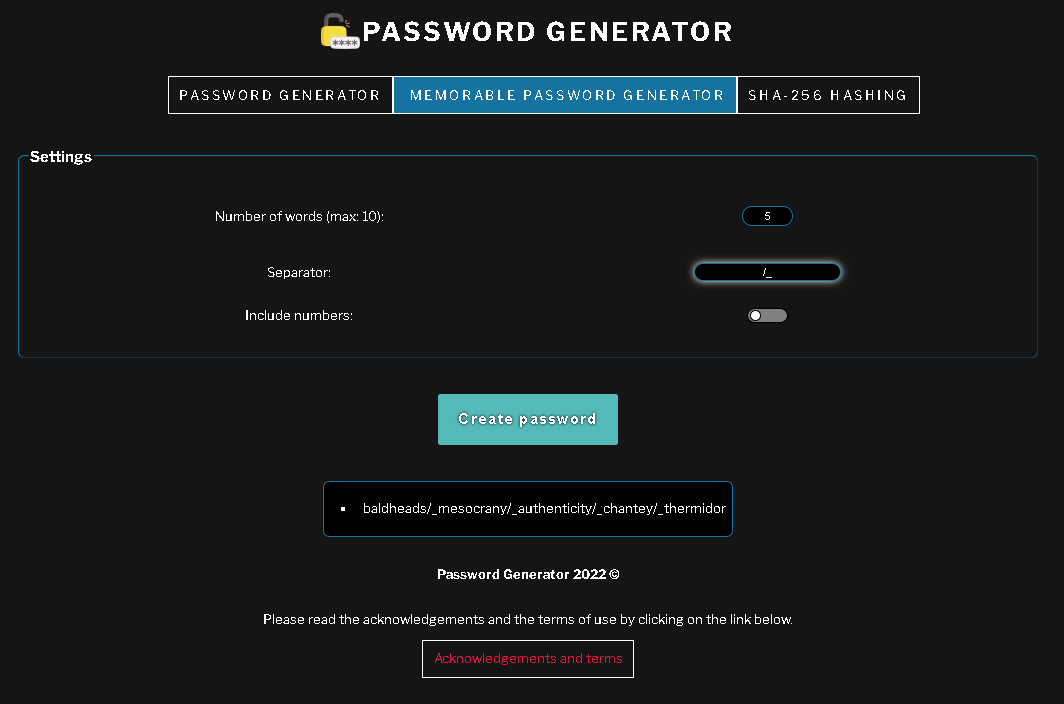 ****
PASSWORD GENERATOR
PASSWORD GENERATOR MEMORABLE PASSWORD GENERATOR SHA-256 HASHING
Settings
Number of words (max: 10): 5
Separator: /_
Include numbers:
Create password
baldheads/_mesocrany/_authenticity/_chantey/_thermidor
Password Generator 2022 ©
Please read the acknowledgements and the terms of use by clicking on the link below.
Acknowledgements and terms